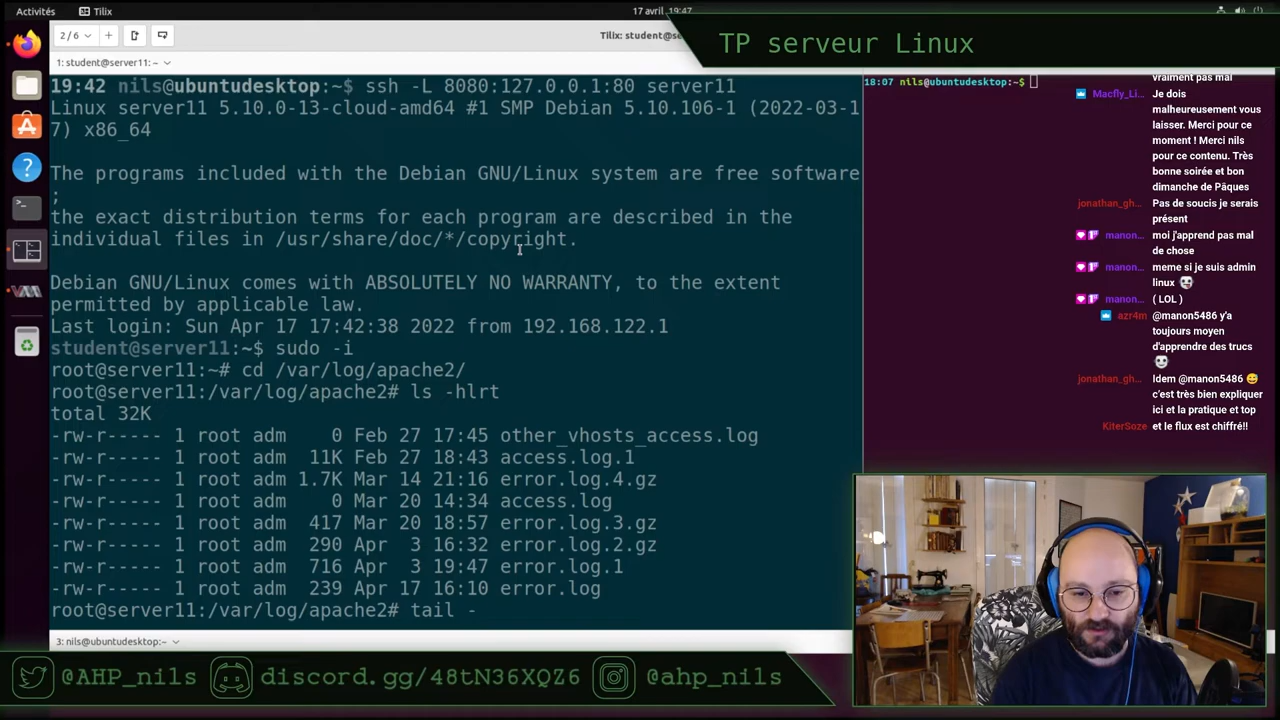 Activités
Tilix
17 avril 19:47
2/6
Tilix: student@se
TP serveur Linux
1: student@server11: ~
19:42 nils@ubuntudesktop:~$ ssh -L 8080:127.0.0.1:80 server11
Linux server11 5.10.0-13-cloud-amd64 #1 SMP Debian 5.10.106-1 (2022-03-1
7) x86_64
The programs included with the Debian GNU/Linux system are free software
;
the exact distribution terms for each program are described in the
individual files in /usr/share/doc/*/copyright.
Debian GNU/Linux comes with ABSOLUTELY NO WARRANTY, to the extent
permitted by applicable law.
Last login: Sun Apr 17 17:42:38 2022 from 192.168.122.1
student@server11:~$ sudo -i
root@server11:~# cd /var/log/apache2/
root@server11:/var/log/apache2# ls -hlrt
total 32K
-rw-r----- 1 root adm    0 Feb 27 17:45 other_vhosts_access.log
-rw-r----- 1 root adm  11K Feb 27 18:43 access.log.1
-rw-r----- 1 root adm 1.7K Mar 14 21:16 error.log.4.gz
-rw-r----- 1 root adm    0 Mar 20 14:34 access.log
-rw-r----- 1 root adm  417 Mar 20 18:57 error.log.3.gz
-rw-r----- 1 root adm  290 Apr  3 16:32 error.log.2.gz
-rw-r----- 1 root adm  716 Apr  3 19:47 error.log.1
-rw-r----- 1 root adm  239 Apr 17 16:10 error.log
root@server11:/var/log/apache2# tail -
3: nils@ubuntudesktop:~
18:07 nils@ubuntudesktop:~$
vraiment pas mal
Macfly_Li... Je dois
malheureusement vous
laisser. Merci pour ce
moment ! Merci nils
pour ce contenu. Très
bonne soirée et bon
dimanche de Pâques
jonathan_gh... Pas de soucis je serais
présent
manon... moi j'apprend pas mal
de chose
manon... meme si je suis admin
linux
manon... ( LOL )
azr4m @manon5486 y'a
toujours moyen
d'apprendre des trucs
jonathan_gh... Idem @manon5486
c'est très bien expliquer
ici et la pratique et top
KiterSoze et le flux est chiffré!!
@AHP_nils
discord.gg/48tN36XQZ6
@ahp_nils